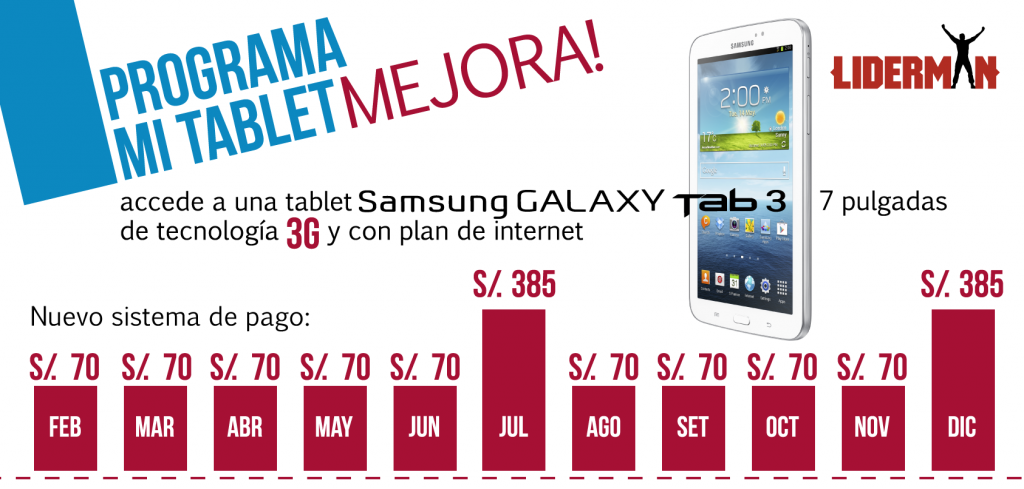 PROGRAMA
MI TABLET MEJORA!
LIDERMAN
SAMSUNG
2:00 PM
17°C
accede a una tablet Samsung GALAXY Tab 3 7 pulgadas
de tecnología 3G y con plan de internet
Nuevo sistema de pago:
S/. 70 S/. 70 S/. 70 S/. 70 S/. 70 S/. 385 S/. 70 S/. 70 S/. 70 S/. 70 S/. 385
FEB MAR ABR MAY JUN JUL AGO SET OCT NOV DIC